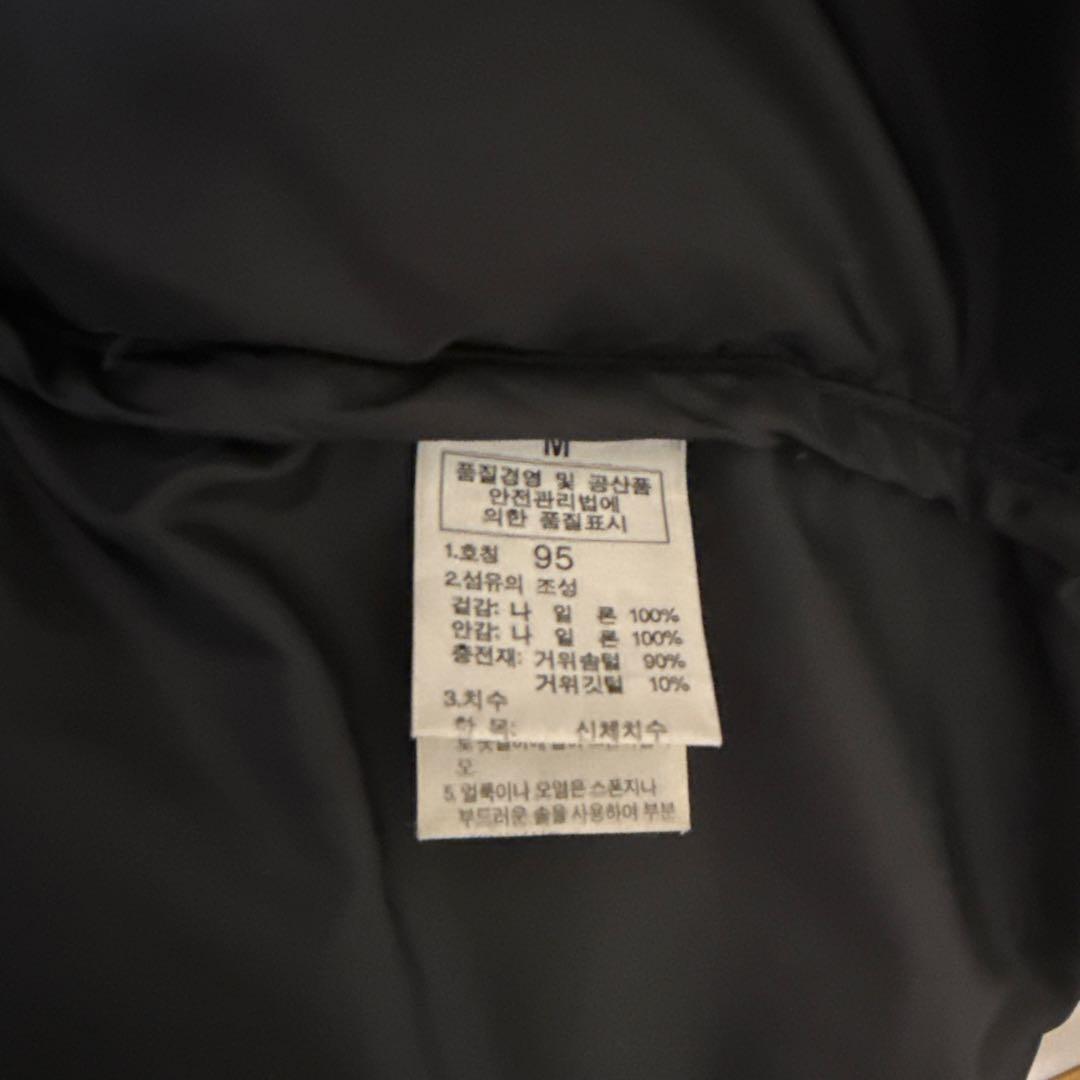 M
품질경영 및 공산품
안전관리법에
의한 품질표시
1.호칭 95
2.섬유의 조성
겉감: 나 일 론 100%
안감: 나 일 론 100%
충전재: 거위솜털 90%
거위깃털 10%
3.치수
항 목: 신체치수
모
5. 얼룩이나 오염은 스폰지나
부드러운 솔을 사용하여 부분